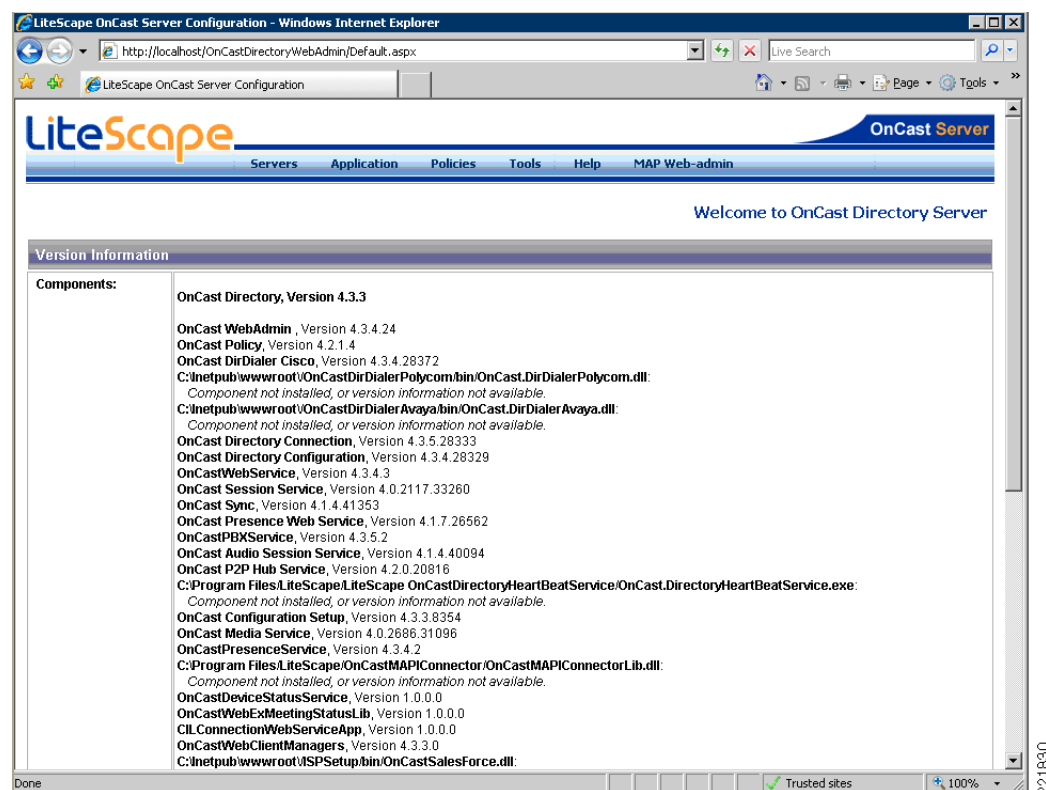 LiteScape OnCast Server Configuration - Windows Internet Explorer
http://localhost/OnCastDirectoryWebAdmin/Default.aspx
Live Search
LiteScape OnCast Server Configuration
Page
Tools
LiteScape
OnCast Server
Servers Application Policies Tools Help MAP Web-admin
Welcome to OnCast Directory Server
Version Information
Components:
OnCast Directory, Version 4.3.3
OnCast WebAdmin , Version 4.3.4.24
OnCast Policy, Version 4.2.1.4
OnCast DirDialer Cisco, Version 4.3.4.28372
C:\Inetpub\wwwroot\/OnCastDirDialerPolycom/bin/OnCast.DirDialerPolycom.dll:
Component not installed, or version information not available.
C:\Inetpub\wwwroot\/OnCastDirDialerAvaya/bin/OnCast.DirDialerAvaya.dll:
Component not installed, or version information not available.
OnCast Directory Connection, Version 4.3.5.28333
OnCast Directory Configuration, Version 4.3.4.28329
OnCastWebService, Version 4.3.4.3
OnCast Session Service, Version 4.0.2117.33260
OnCast Sync, Version 4.1.4.41353
OnCast Presence Web Service, Version 4.1.7.26562
OnCastPBXService, Version 4.3.5.2
OnCast Audio Session Service, Version 4.1.4.40094
OnCast P2P Hub Service, Version 4.2.0.20816
C:\Program Files/LiteScape/LiteScape OnCastDirectoryHeartBeatService/OnCast.DirectoryHeartBeatService.exe:
Component not installed, or version information not available.
OnCast Configuration Setup, Version 4.3.3.8354
OnCast Media Service, Version 4.0.2686.31096
OnCastPresenceService, Version 4.3.4.2
C:\Program Files/LiteScape/OnCastMAPIConnector/OnCastMAPIConnectorLib.dll:
Component not installed, or version information not available.
OnCastDeviceStatusService, Version 1.0.0.0
OnCastWebExMeetingStatusLib, Version 1.0.0.0
CILConnectionWebServiceApp, Version 1.0.0.0
OnCastWebClientManagers, Version 4.3.3.0
C:\Inetpub\wwwroot\/ISPSetup/bin/OnCastSalesForce.dll:
Done
Trusted sites
100%
221830